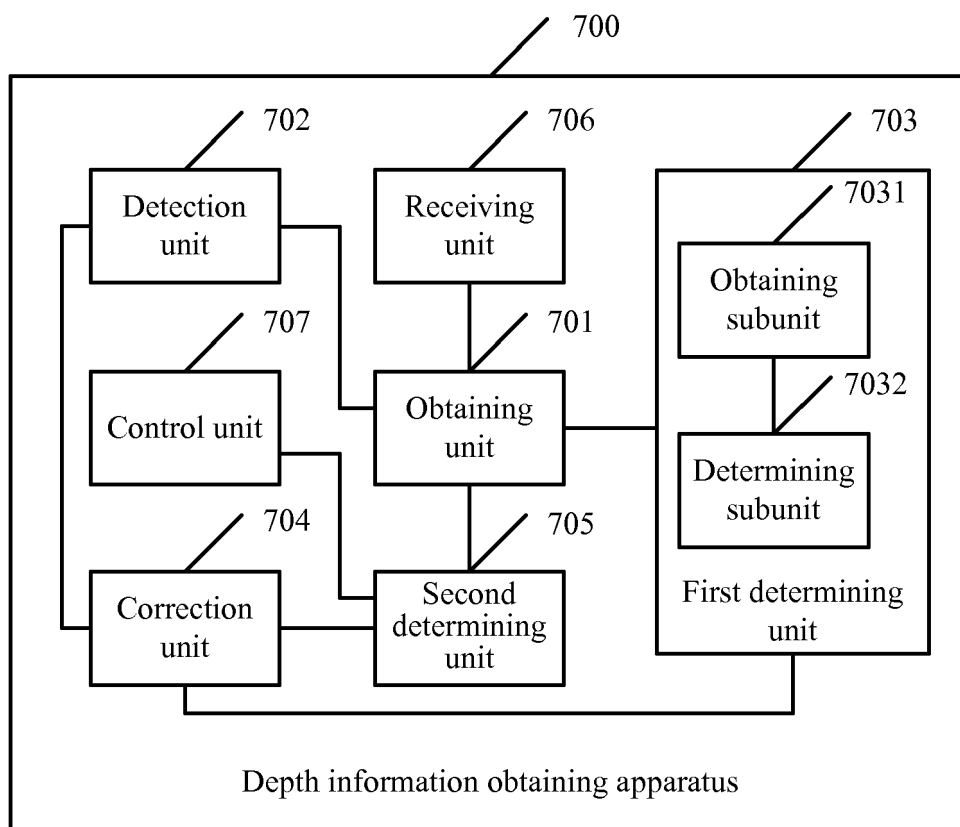 700
702
706
703
Detection
unit
Receiving
unit
7031
Obtaining
subunit
707
701
7032
Control unit
Obtaining
unit
Determining
subunit
704
705
Correction
unit
Second
determining
unit
First determining
unit
Depth information obtaining apparatus